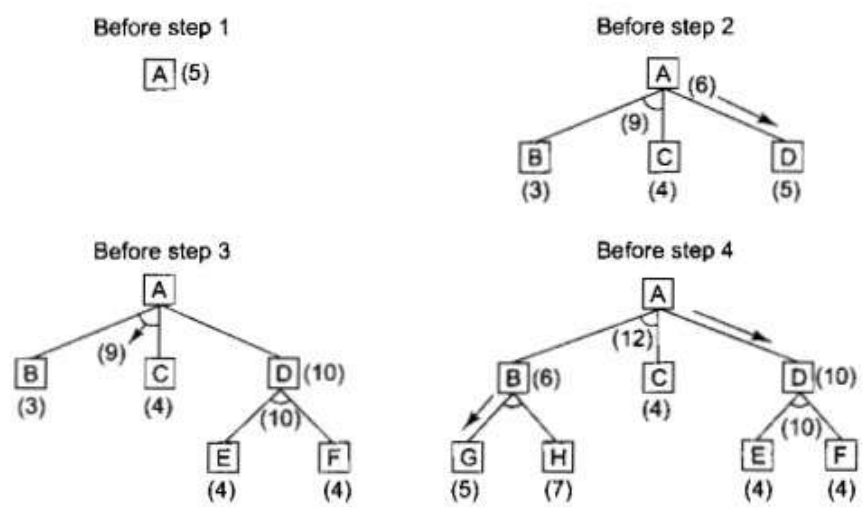 Before step 1
A (5)
Before step 2
A
(6)
(9)
B C D
(3) (4) (5)
Before step 3
A
(9)
B C D (10)
(3) (4)
(10)
E F
(4) (4)
Before step 4
A
(12)
B (6) C D (10)
(4)
(10)
G H E F
(5) (7) (4) (4)